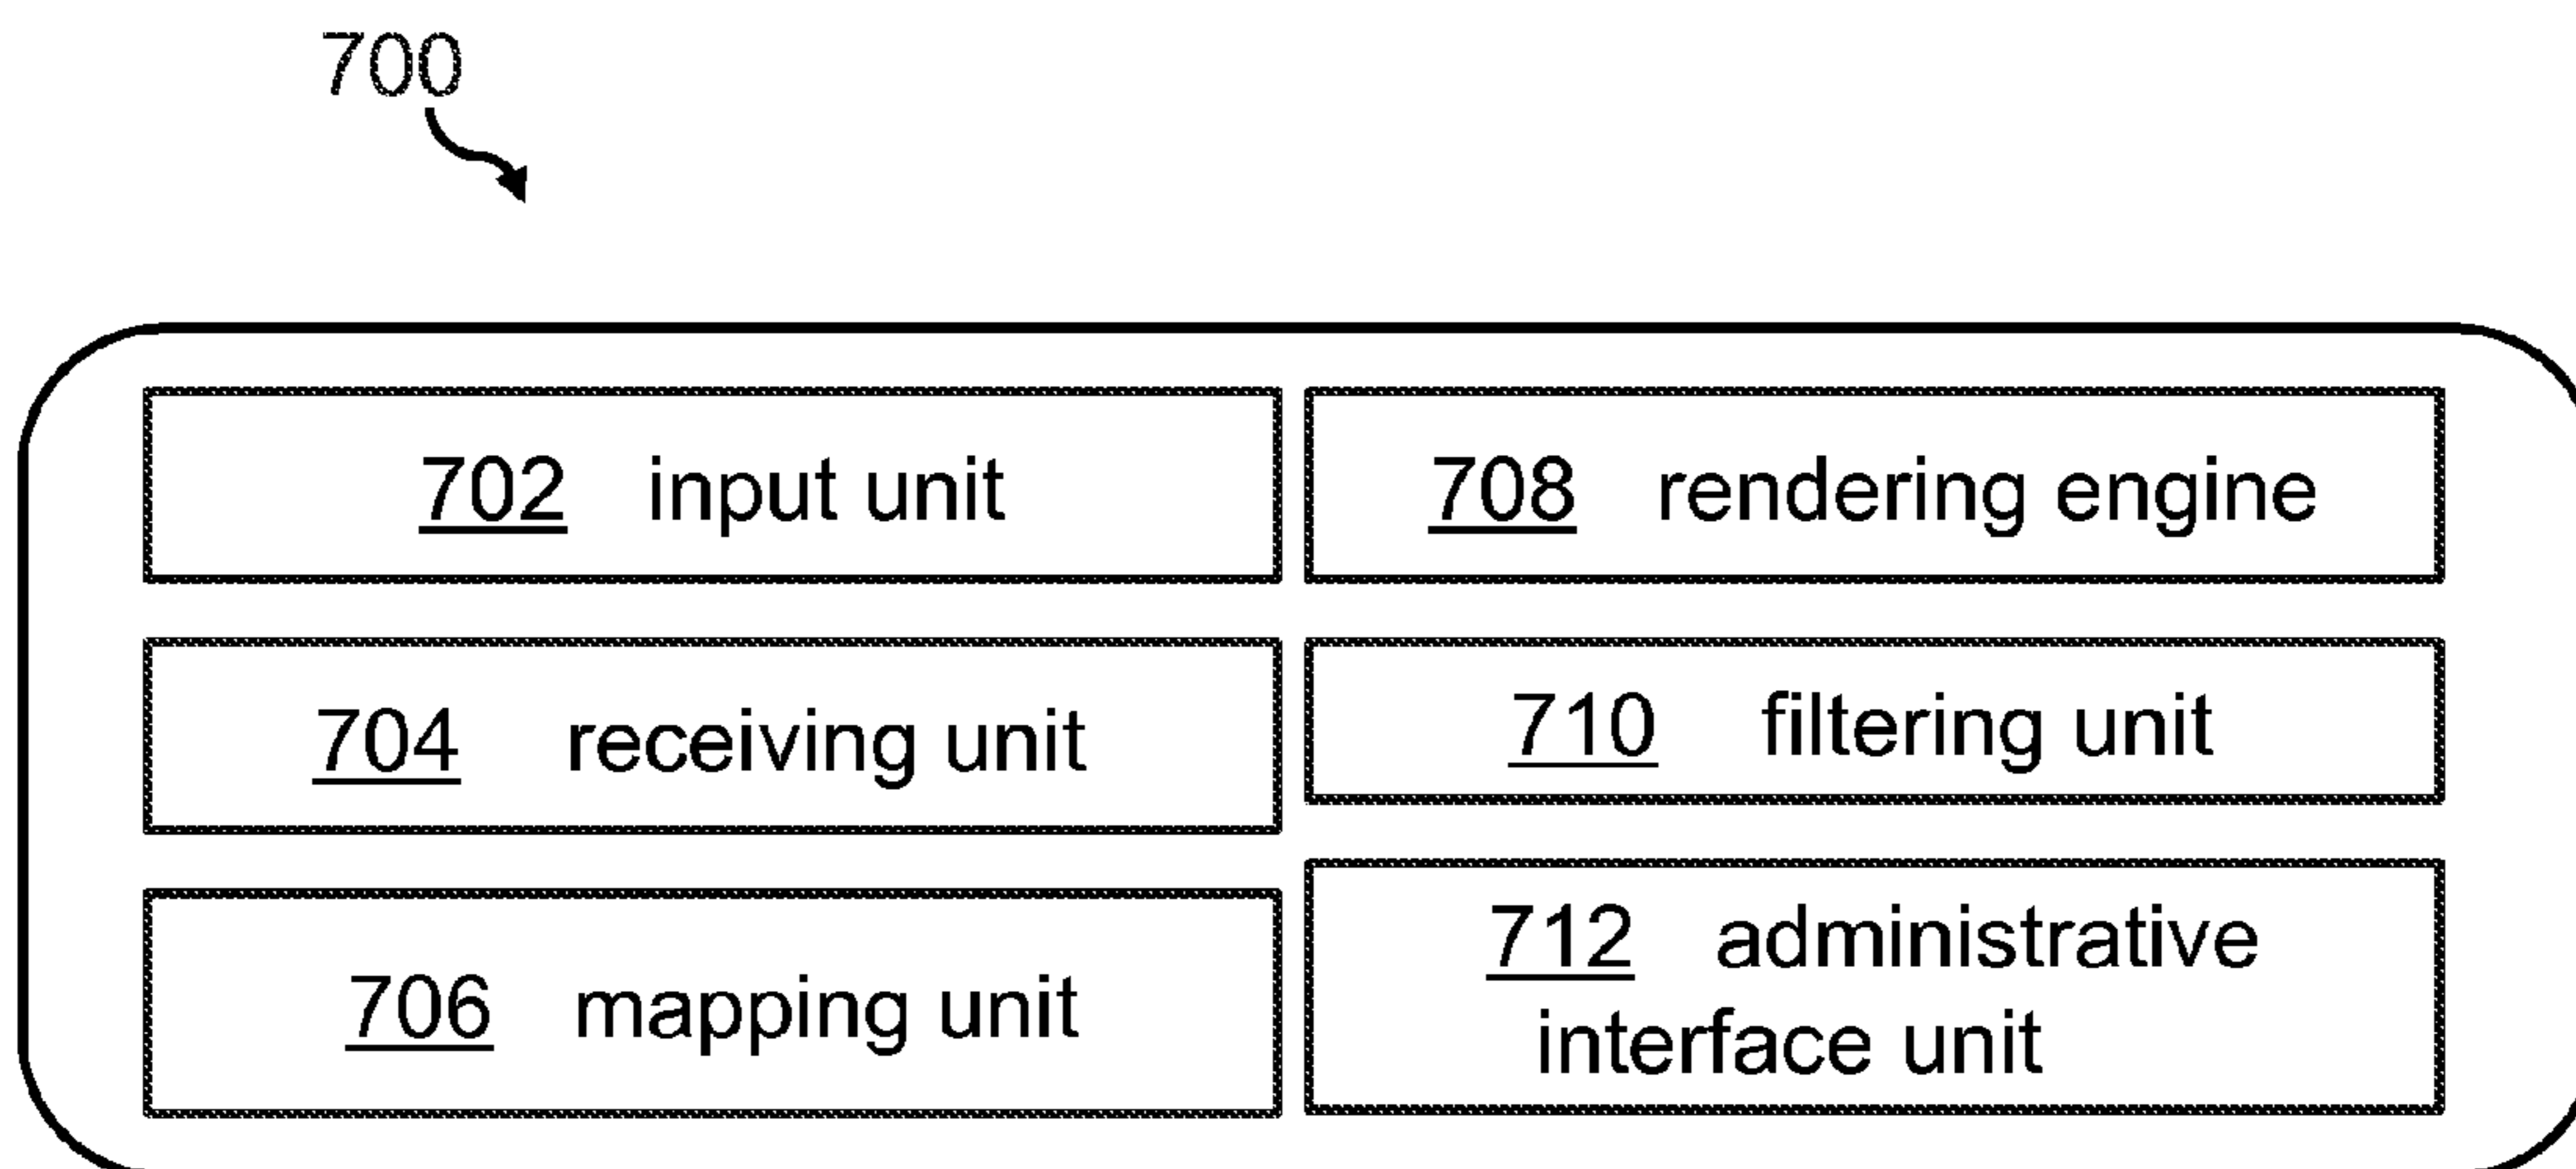 700
702 input unit
704 receiving unit
706 mapping unit
708 rendering engine
710 filtering unit
712 administrative
interface unit